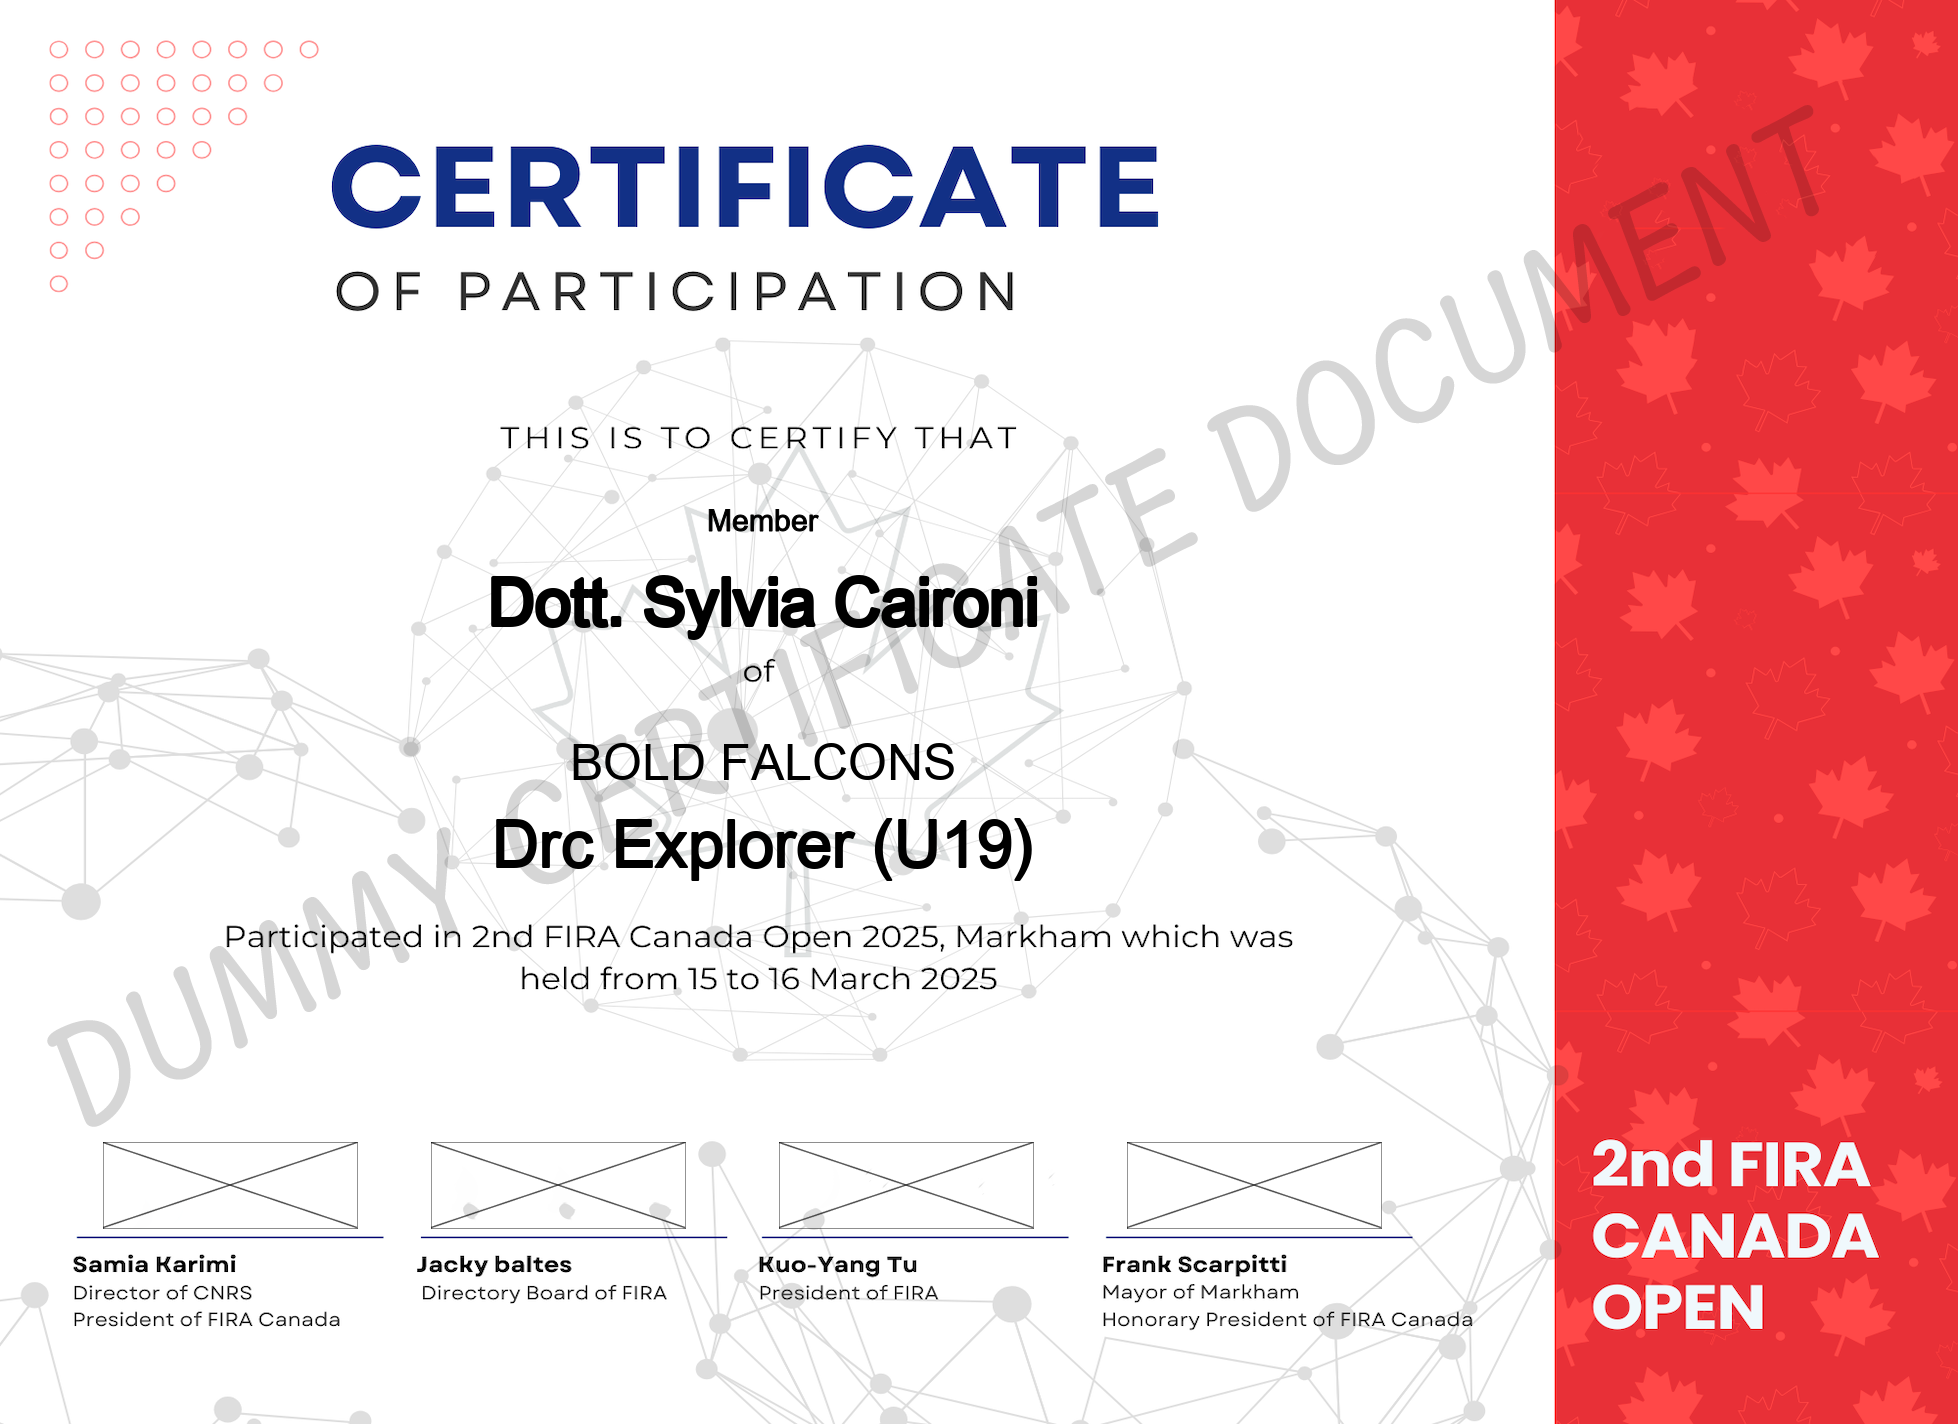 CERTIFICATE
OF PARTICIPATION
THIS IS TO CERTIFY THAT
Member
Dott. Sylvia Caironi
of
BOLD FALCONS
Drc Explorer (U19)
Participated in 2nd FIRA Canada Open 2025, Markham which was
held from 15 to 16 March 2025
DUMMY CERTIFICATE DOCUMENT
Samia Karimi
Director of CNRS
President of FIRA Canada
Jacky baltes
Directory Board of FIRA
Kuo-Yang Tu
President of FIRA
Frank Scarpitti
Mayor of Markham
Honorary President of FIRA Canada
2nd FIRA
CANADA
OPEN